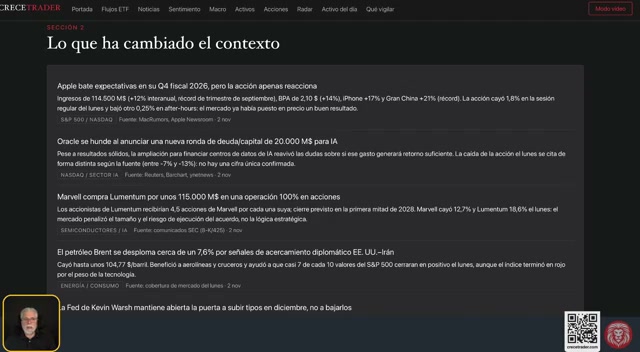 CRECETRADER
Portada Flujos ETF Noticias Sentimiento Macro Activos Acciones Radar Activo del día Qué vigilar
Modo vídeo
SECCIÓN 2
Lo que ha cambiado el contexto
Apple bate expectativas en su Q4 fiscal 2026, pero la acción apenas reacciona
Ingresos de 114.500 M$ (+12% interanual, récord de trimestre de septiembre), BPA de 2,10 $ (+14%), iPhone +17% y Gran China +21% (récord). La acción cayó 1,8% en la sesión
regular del lunes y bajó otro 0,25% en after-hours: el mercado ya había puesto en precio un buen resultado.
S&P 500 / NASDAQ Fuente: MacRumors, Apple Newsroom · 2 nov
Oracle se hunde al anunciar una nueva ronda de deuda/capital de 20.000 M$ para IA
Pese a resultados sólidos, la ampliación para financiar centros de datos de IA reavivó las dudas sobre si ese gasto generará retorno suficiente. La caída de la acción el lunes se cita de
forma distinta según la fuente (entre -7% y -13%): no hay una cifra única confirmada.
NASDAQ / SECTOR IA Fuente: Reuters, Barchart, ynetnews · 2 nov
Marvell compra Lumentum por unos 115.000 M$ en una operación 100% en acciones
Los accionistas de Lumentum recibirían 4,5 acciones de Marvell por cada una suya; cierre previsto en la primera mitad de 2028. Marvell cayó 12,7% y Lumentum 18,6% el lunes: el
mercado penalizó el tamaño y el riesgo de ejecución del acuerdo, no la lógica estratégica.
SEMICONDUCTORES / IA Fuente: comunicados SEC (8-K/425) · 2 nov
El petróleo Brent se desploma cerca de un 7,6% por señales de acercamiento diplomático EE. UU.–Irán
Cayó hasta unos 104,77 $/barril. Benefició a aerolíneas y cruceros y ayudó a que casi 7 de cada 10 valores del S&P 500 cerraran en positivo el lunes, aunque el índice terminó en rojo
por el peso de la tecnología.
ENERGÍA / CONSUMO Fuente: cobertura de mercado del lunes · 2 nov
La Fed de Kevin Warsh mantiene abierta la puerta a subir tipos en diciembre, no a bajarlos
crecetrader.com